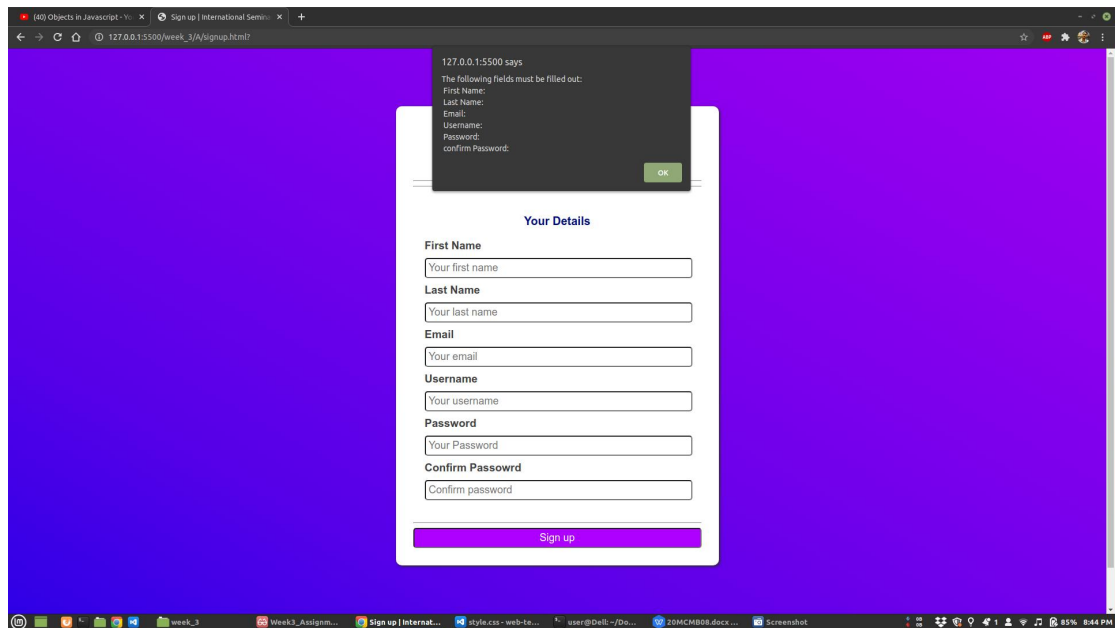 (40) Objects in Javascript - Yo
Sign up | International Semin
127.0.0.1:5500/week_3/A/signup.html?
ABP
127.0.0.1:5500 says
The following fields must be filled out:
First Name:
Last Name:
Email:
Username:
Password:
confirm Password:
OK
Your Details
First Name
Your first name
Last Name
Your last name
Email
Your email
Username
Your username
Password
Your Password
Confirm Passowrd
Confirm password
Sign up
week_3
Week3_Assignm...
Sign up | Internat...
style.css - web-te...
user@Dell: ~/Do...
20MCMB08.docx ...
Screenshot
1
85%
8:44 PM